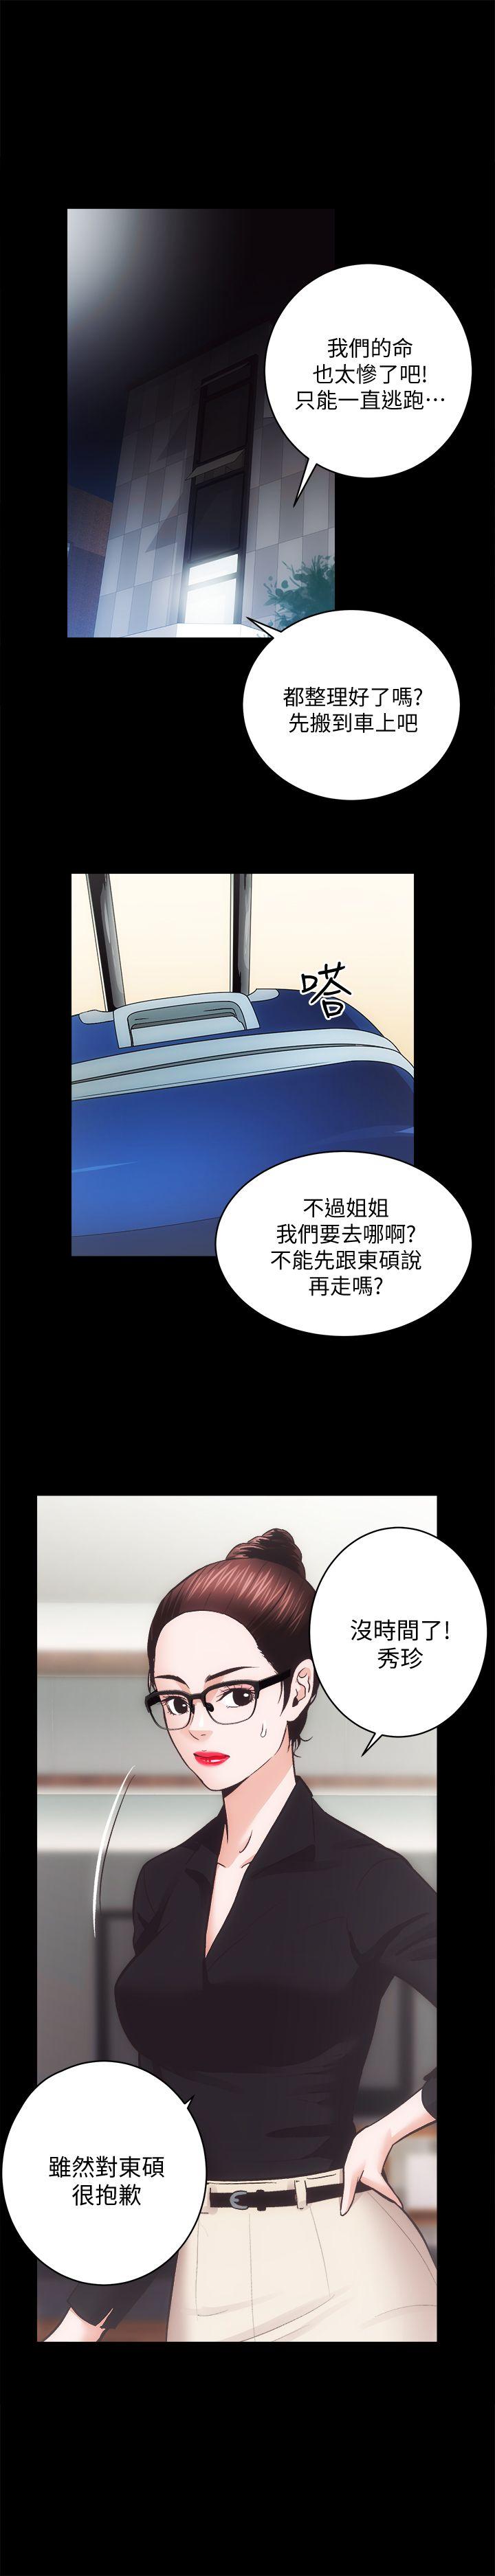 我們的命
也太慘了吧!
只能一直逃跑⋯
都整理好了嗎?
先搬到車上吧
嗒
不過姐姐
我們要去哪啊?
不能先跟東碩說
再走嗎?
沒時間了!
秀珍
雖然對東碩
很抱歉